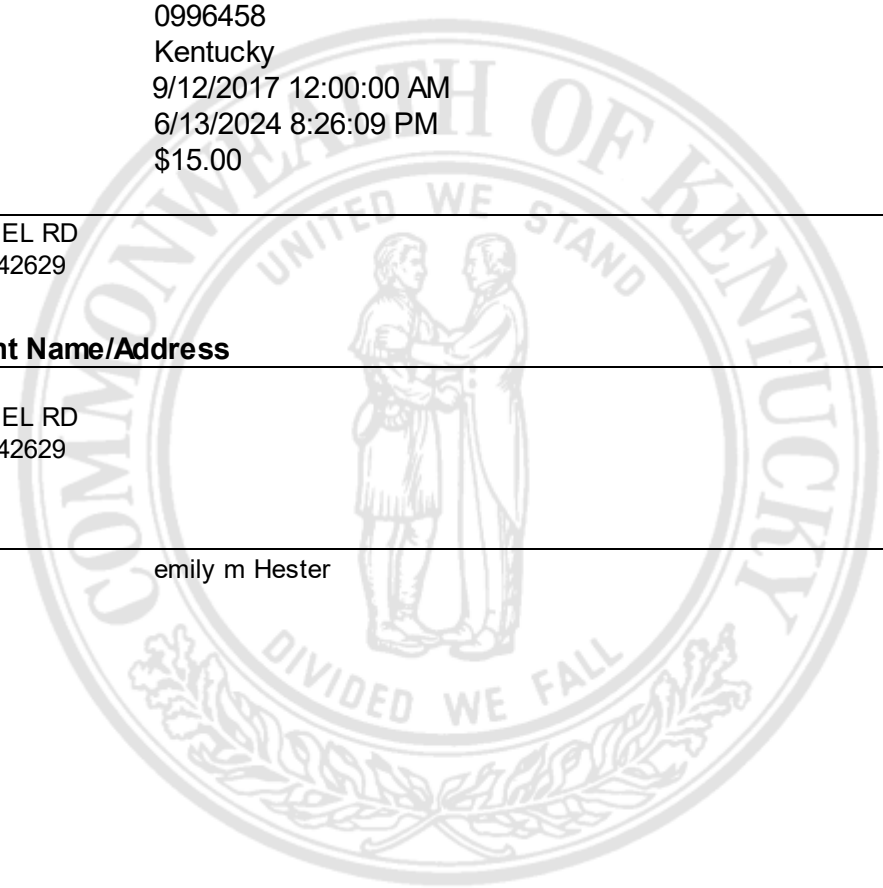 0996458
Kentucky
9/12/2017 12:00:00 AM
6/13/2024 8:26:09 PM
$15.00
EL RD
42629
nt Name/Address
EL RD
42629
emily m Hester
COMMONWEALTH OF KENTUCKY
UNITED WE STAND
DIVIDED WE FALL